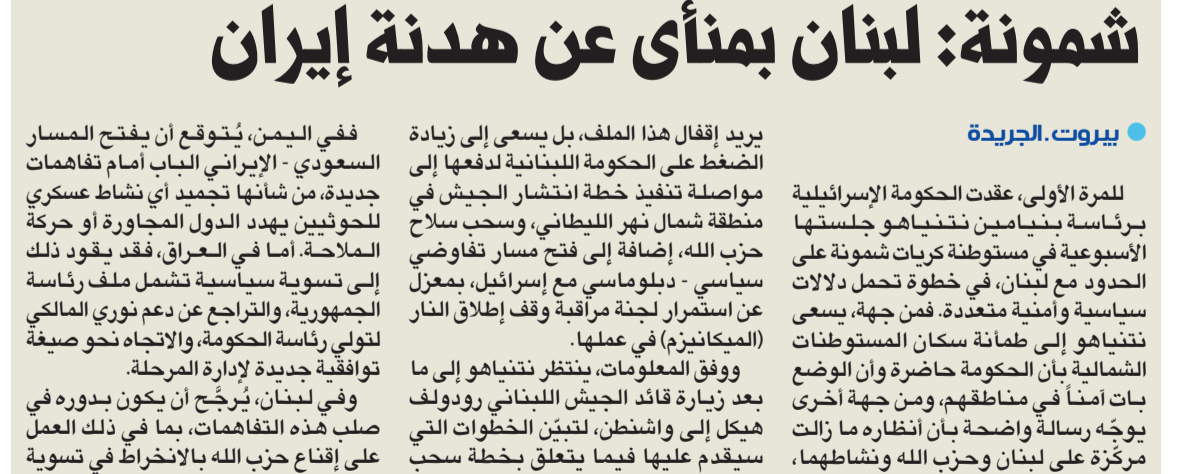 شمونة: لبنان بمنأى عن هدنة إيران
بيروت. الجريدة
للمرة الأولى، عقدت الحكومة الإسرائيلية
برئاسة بنيامين نتنياهو جلستها
الأسبوعية في مستوطنة كريات شمونة على
الحدود مع لبنان، في خطوة تحمل دلالات
سياسية وأمنية متعددة. فمن جهة، يسعى
نتنياهو إلى طمأنة سكان المستوطنات
الشمالية بأن الحكومة حاضرة وأن الوضع
بات آمناً في مناطقهم، ومن جهة أخرى
يوجّه رسالة واضحة بأن أنظاره ما زالت
مركّزة على لبنان وحزب الله ونشاطهما،
يريد إقفال هذا الملف، بل يسعى إلى زيادة
الضغط على الحكومة اللبنانية لدفعها إلى
مواصلة تنفيذ خطة انتشار الجيش في
منطقة شمال نهر الليطاني، وسحب سلاح
حزب الله، إضافة إلى فتح مسار تفاوضي
سياسي - دبلوماسي مع إسرائيل، بمعزل
عن استمرار لجنة مراقبة وقف إطلاق النار
(الميكانيزم) في عملها.
ووفق المعلومات، ينتظر نتنياهو إلى ما
بعد زيارة قائد الجيش اللبناني رودولف
هيكل إلى واشنطن، لتبيّن الخطوات التي
سيقدم عليها فيما يتعلق بخطة سحب
ففي اليمن، يُتوقع أن يفتح المسار
السعودي - الإيراني الباب أمام تفاهمات
جديدة، من شأنها تجميد أي نشاط عسكري
للحوثيين يهدد الدول المجاورة أو حركة
الملاحة. أما في العراق، فقد يقود ذلك
إلى تسوية سياسية تشمل ملف رئاسة
الجمهورية، والتراجع عن دعم نوري المالكي
لتولي رئاسة الحكومة، والاتجاه نحو صيغة
توافقية جديدة لإدارة المرحلة.
وفي لبنان، يُرجَّح أن يكون بدوره في
صلب هذه التفاهمات، بما في ذلك العمل
على إقناع حزب الله بالانخراط في تسوية